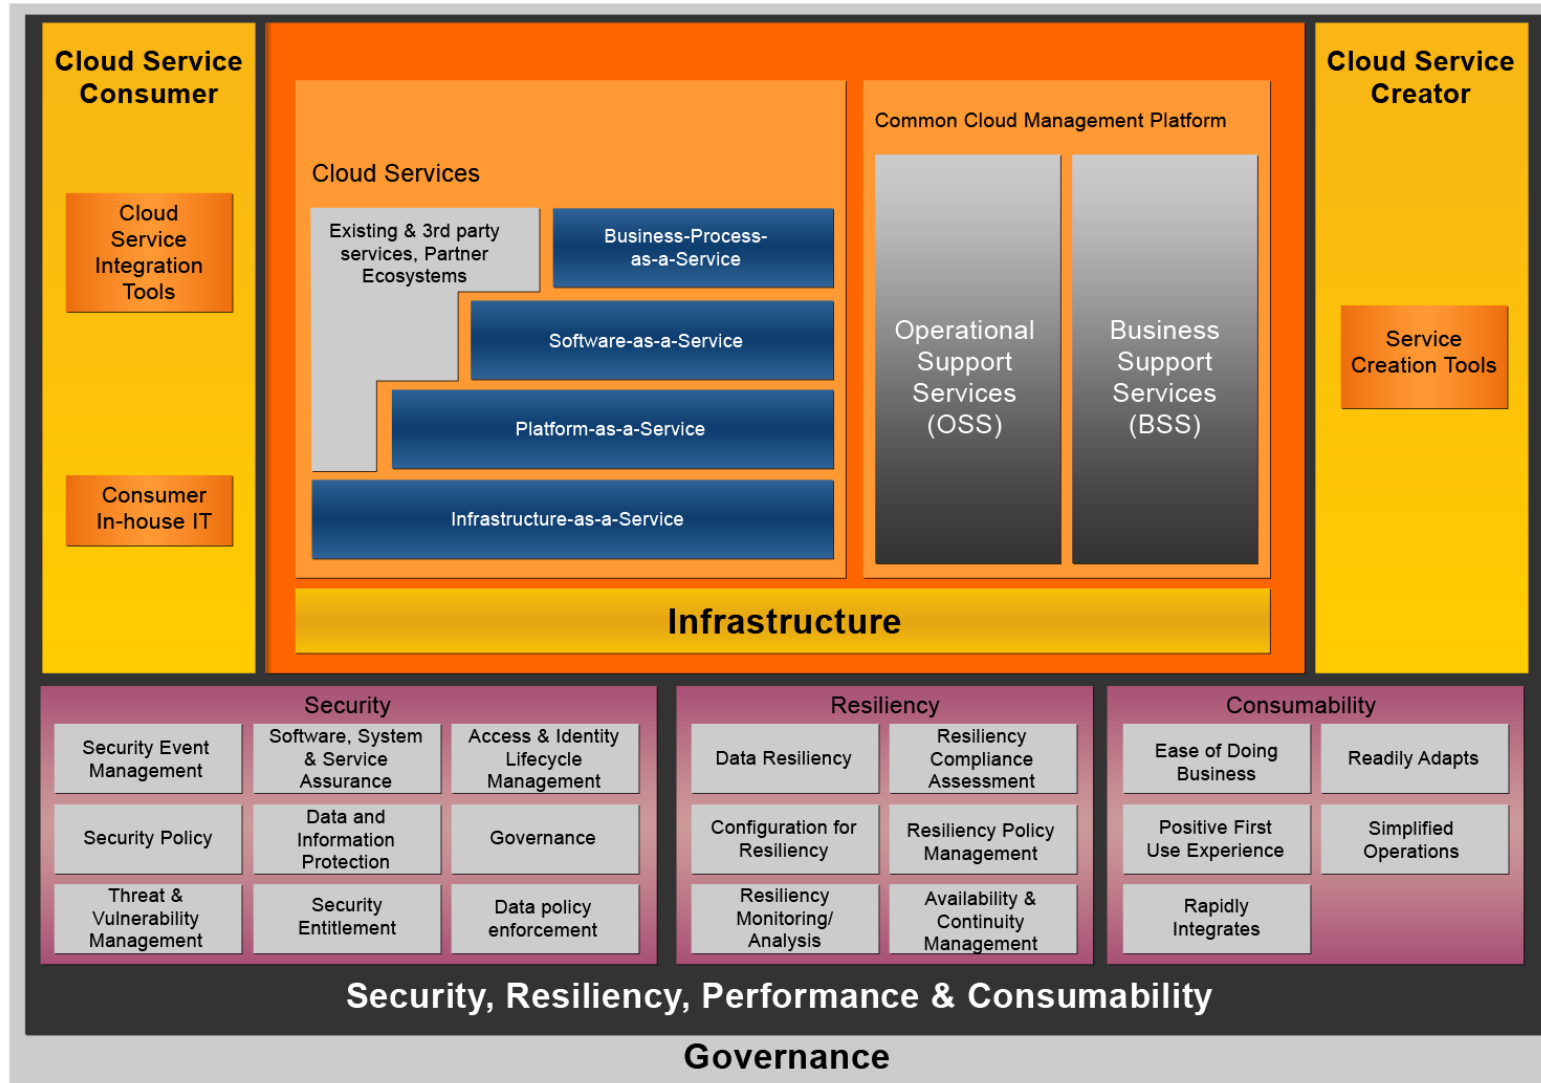 Cloud Service
Consumer
Cloud
Service
Integration
Tools
Consumer
In-house IT
Cloud Services
Existing & 3rd party
services, Partner
Ecosystems
Business-Process-
as-a-Service
Software-as-a-Service
Platform-as-a-Service
Infrastructure-as-a-Service
Common Cloud Management Platform
Operational
Support
Services
(OSS)
Business
Support
Services
(BSS)
Infrastructure
Cloud Service
Creator
Service
Creation Tools
Security
Security Event
Management
Software, System
& Service
Assurance
Access & Identity
Lifecycle
Management
Security Policy
Data and
Information
Protection
Governance
Threat &
Vulnerability
Management
Security
Entitlement
Data policy
enforcement
Resiliency
Data Resiliency
Resiliency
Compliance
Assessment
Configuration for
Resiliency
Resiliency Policy
Management
Resiliency
Monitoring/
Analysis
Availability &
Continuity
Management
Consumability
Ease of Doing
Business
Readily Adapts
Positive First
Use Experience
Simplified
Operations
Rapidly
Integrates
Security, Resiliency, Performance & Consumability
Governance